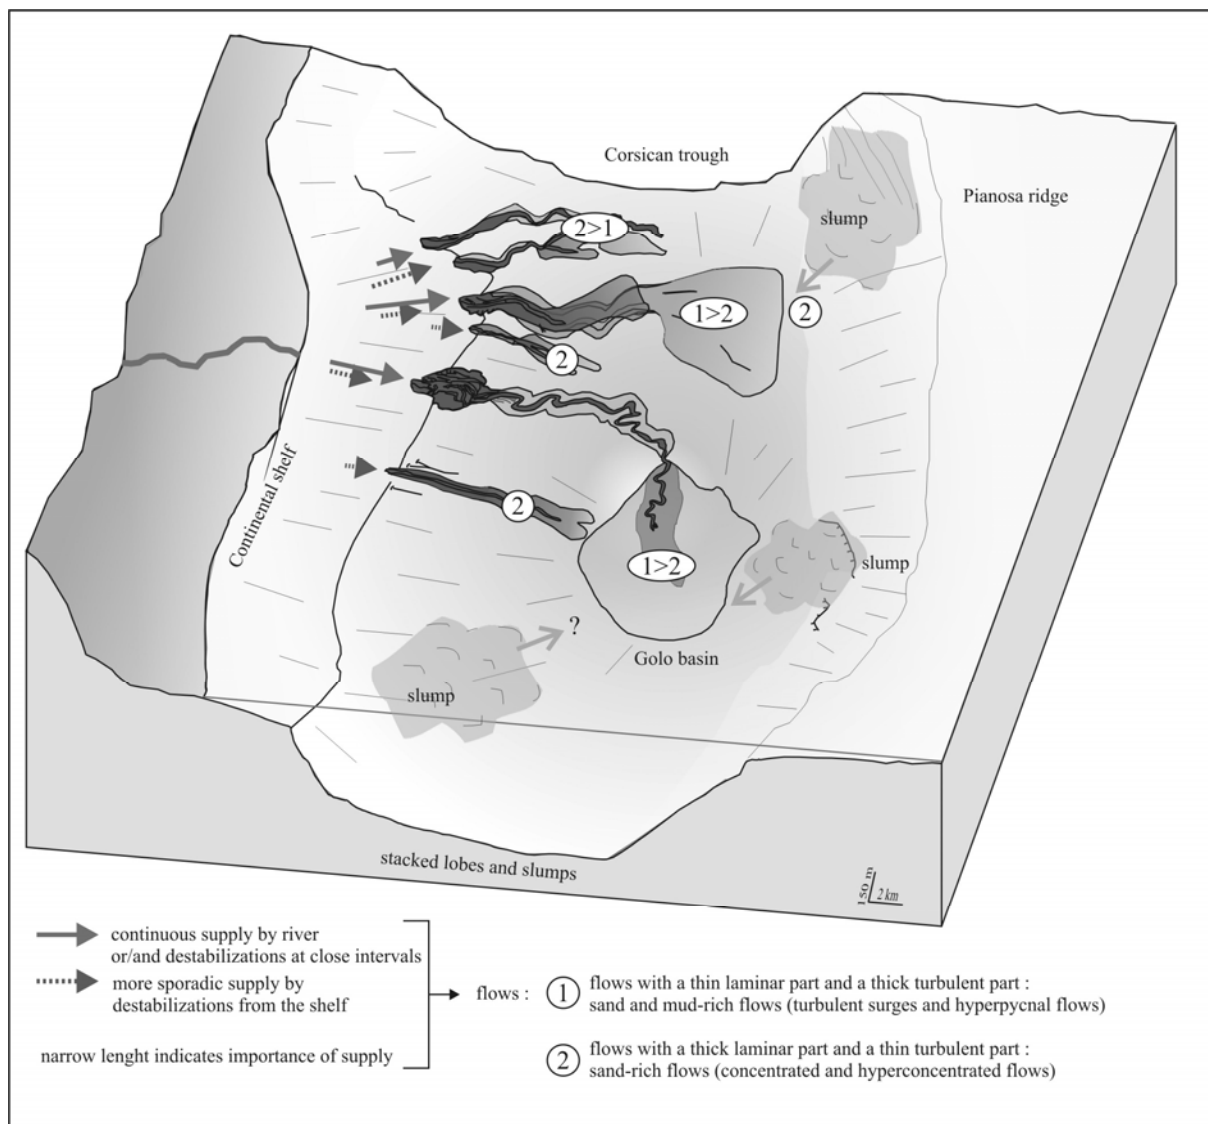 Corsican trough
Pianosa ridge
slump
2>1
1>2
2
2
Continental shelf
2
1>2
slump
?
Golo basin
slump
stacked lobes and slumps
150 m
2 km
continuous supply by river
or/and destabilizations at close intervals
more sporadic supply by
destabilizations from the shelf
narrow lenght indicates importance of supply
flows :
1
flows with a thin laminar part and a thick turbulent part :
sand and mud-rich flows (turbulent surges and hyperpycnal flows)
2
flows with a thick laminar part and a thin turbulent part :
sand-rich flows (concentrated and hyperconcentrated flows)